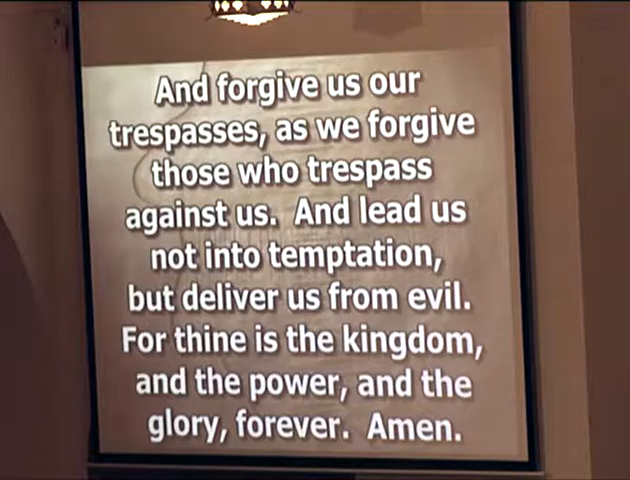 And forgive us our
trespasses, as we forgive
those who trespass
against us.  And lead us
not into temptation,
but deliver us from evil.
For thine is the kingdom,
and the power, and the
glory, forever.  Amen.